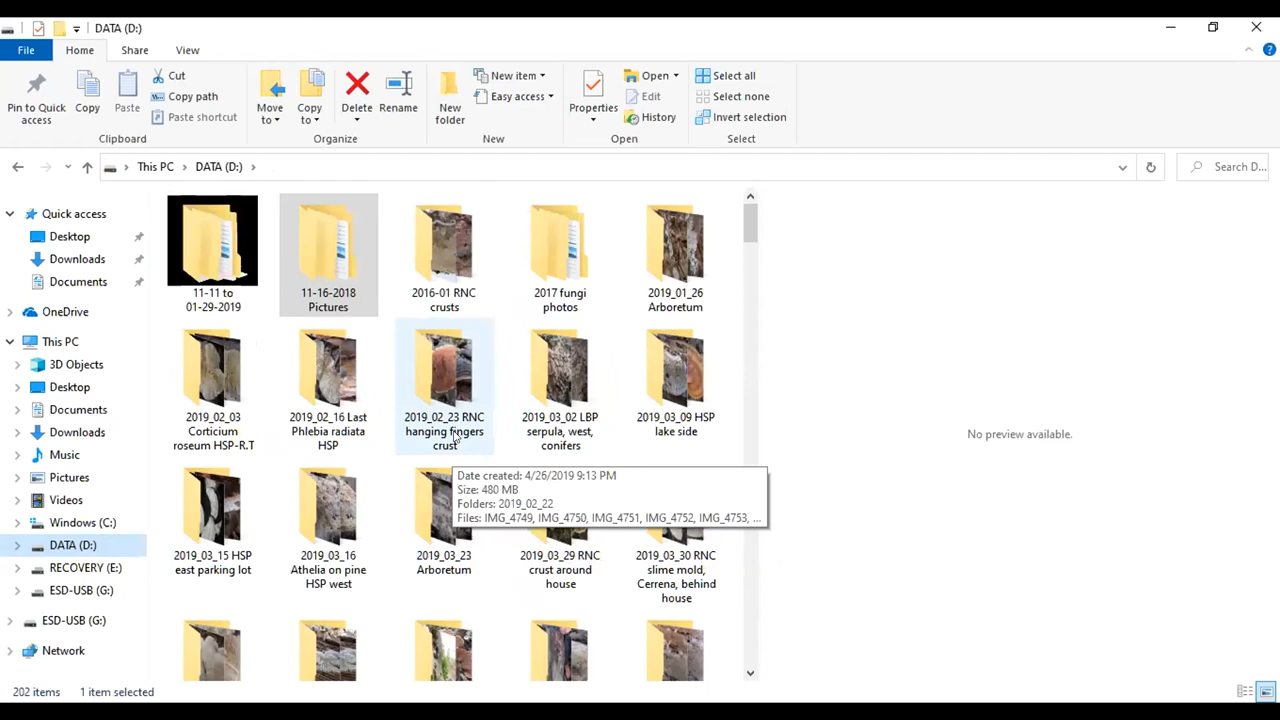 DATA (D:)
File Home Share View
Cut
Copy path
Paste shortcut
Pin to Quick access
Copy
Paste
Clipboard
Move to
Copy to
Delete
Rename
Organize
New folder
New item
Easy access
New
Properties
Open
Edit
History
Open
Select all
Select none
Invert selection
Select
This PC DATA (D:)
Search D...
Quick access
Desktop
Downloads
Documents
OneDrive
This PC
3D Objects
Desktop
Documents
Downloads
Music
Pictures
Videos
Windows (C:)
DATA (D:)
RECOVERY (E:)
ESD-USB (G:)
ESD-USB (G:)
Network
11-11 to
01-29-2019
11-16-2018
Pictures
2016-01 RNC
crusts
2017 fungi
photos
2019_01_26
Arboretum
2019_02_03
Corticium
roseum HSP-R.T
2019_02_16 Last
Phlebia radiata
HSP
2019_02_23 RNC
hanging fingers
crust
2019_03_02 LBP
serpula, west,
conifers
2019_03_09 HSP
lake side
Date created: 4/26/2019 9:13 PM
Size: 480 MB
Folders: 2019_02_22
Files: IMG_4749, IMG_4750, IMG_4751, IMG_4752, IMG_4753, ...
2019_03_15 HSP
east parking lot
2019_03_16
Athelia on pine
HSP west
2019_03_23
Arboretum
2019_03_29 RNC
crust around
house
2019_03_30 RNC
slime mold,
Cerrena, behind
house
No preview available.
202 items 1 item selected